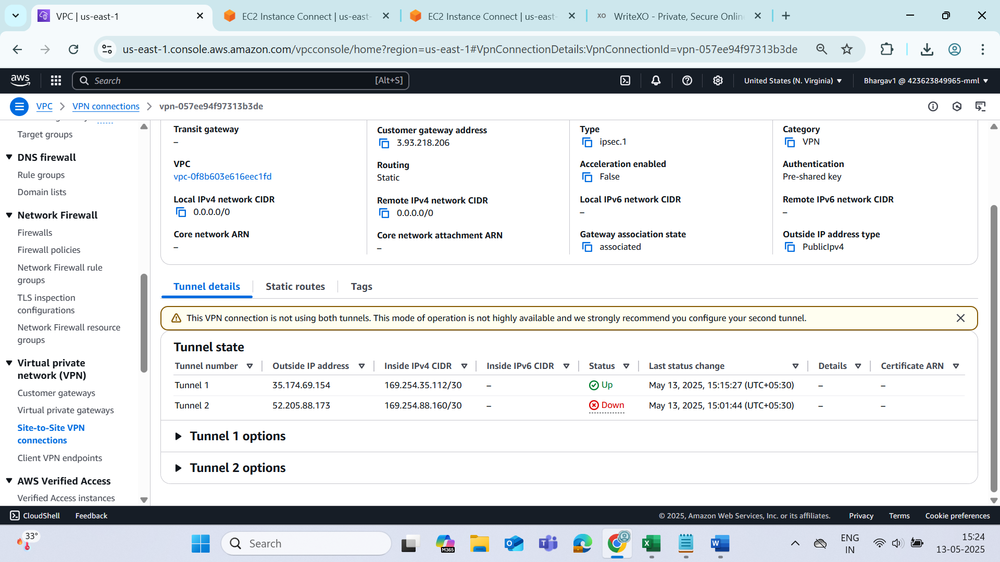 VPC | us-east-1
EC2 Instance Connect | us-east-
EC2 Instance Connect | us-east-
XO WriteXO - Private, Secure Onlin
us-east-1.console.aws.amazon.com/vpcconsole/home?region=us-east-1#VpnConnectionDetails:VpnConnectionId=vpn-057ee94f97313b3de
aws
Search [Alt+S]
United States (N. Virginia)
Bhargav1 @ 423623849965-mml
VPC > VPN connections > vpn-057ee94f97313b3de
Target groups
DNS firewall
Rule groups
Domain lists
Network Firewall
Firewalls
Firewall policies
Network Firewall rule
groups
TLS inspection
configurations
Network Firewall resource
groups
Virtual private
network (VPN)
Customer gateways
Virtual private gateways
Site-to-Site VPN
connections
Client VPN endpoints
AWS Verified Access
Verified Access instances
Transit gateway
–
VPC
vpc-0f8b603e616eec1fd
Local IPv4 network CIDR
0.0.0.0/0
Core network ARN
–
Customer gateway address
3.93.218.206
Routing
Static
Remote IPv4 network CIDR
0.0.0.0/0
Core network attachment ARN
–
Type
ipsec.1
Acceleration enabled
False
Local IPv6 network CIDR
–
Gateway association state
associated
Category
VPN
Authentication
Pre-shared key
Remote IPv6 network CIDR
–
Outside IP address type
PublicIpv4
Tunnel details Static routes Tags
This VPN connection is not using both tunnels. This mode of operation is not highly available and we strongly recommend you configure your second tunnel.
Tunnel state
Tunnel number Outside IP address Inside IPv4 CIDR Inside IPv6 CIDR Status Last status change Details Certificate ARN
Tunnel 1 35.174.69.154 169.254.35.112/30 – Up May 13, 2025, 15:15:27 (UTC+05:30) – –
Tunnel 2 52.205.88.173 169.254.88.160/30 – Down May 13, 2025, 15:01:44 (UTC+05:30) – –
Tunnel 1 options
Tunnel 2 options
CloudShell Feedback © 2025, Amazon Web Services, Inc. or its affiliates. Privacy Terms Cookie preferences
33°
Search
M365
ENG
IN
15:24
13-05-2025